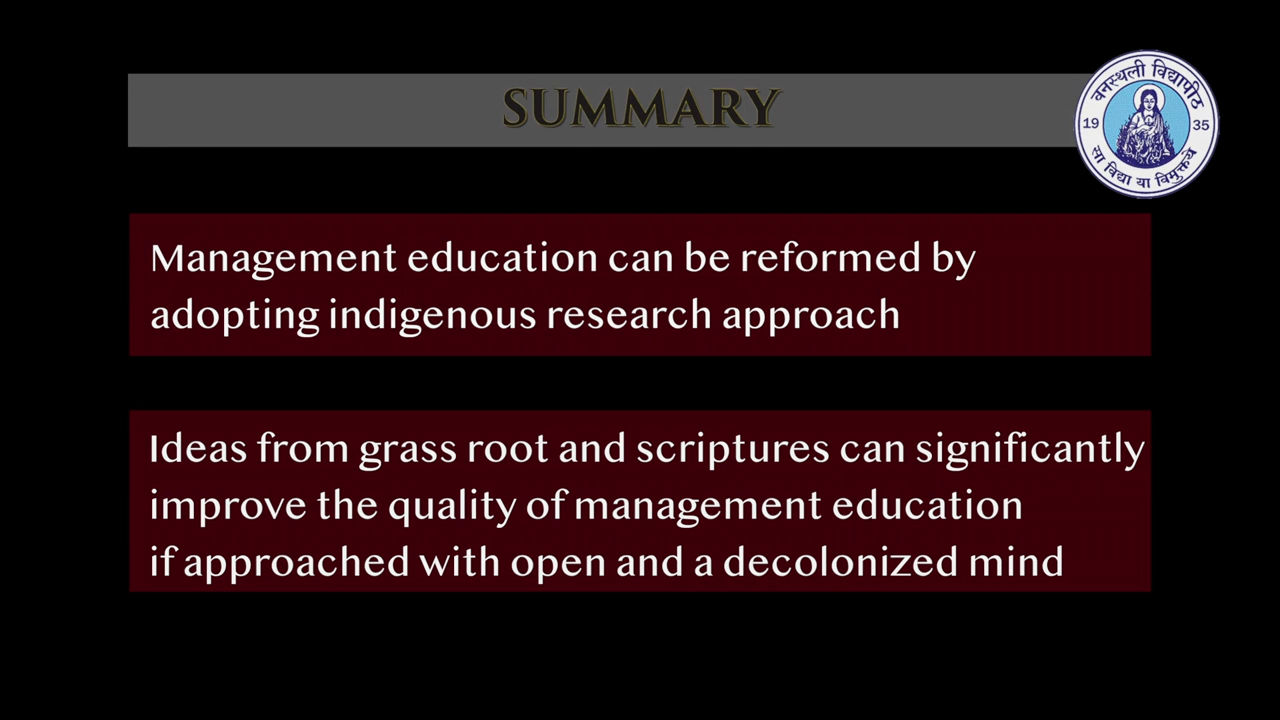 SUMMARY
वनस्थली विद्यापीठ
19 35
सा विद्या या विमुक्तये
Management education can be reformed by
adopting indigenous research approach
Ideas from grass root and scriptures can significantly
improve the quality of management education
if approached with open and a decolonized mind